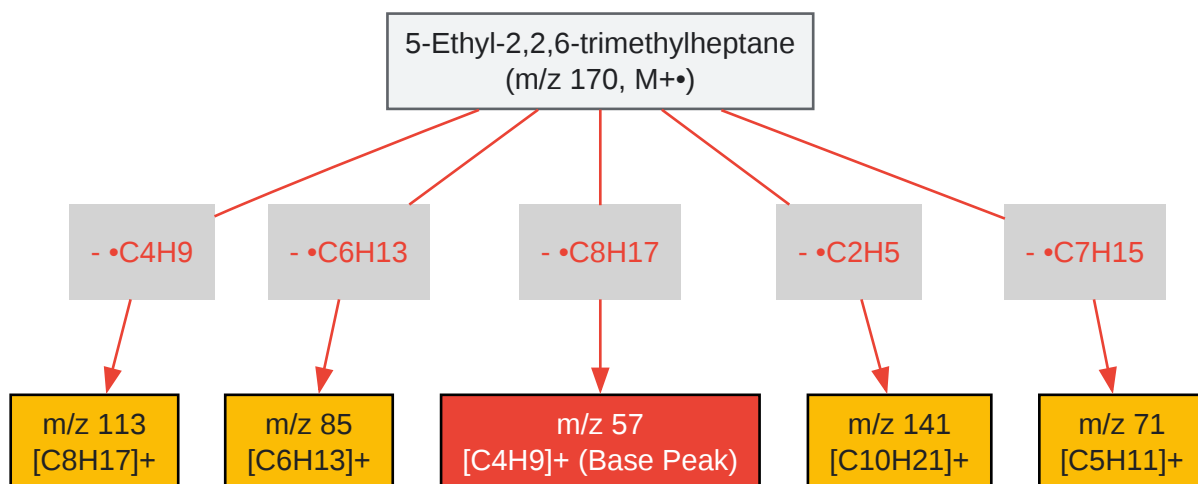 5-Ethyl-2,2,6-trimethylheptane
(m/z 170, M+•)
- •C4H9
- •C6H13
- •C8H17
- •C2H5
- •C7H15
m/z 113
[C8H17]+
m/z 85
[C6H13]+
m/z 57
[C4H9]+ (Base Peak)
m/z 141
[C10H21]+
m/z 71
[C5H11]+